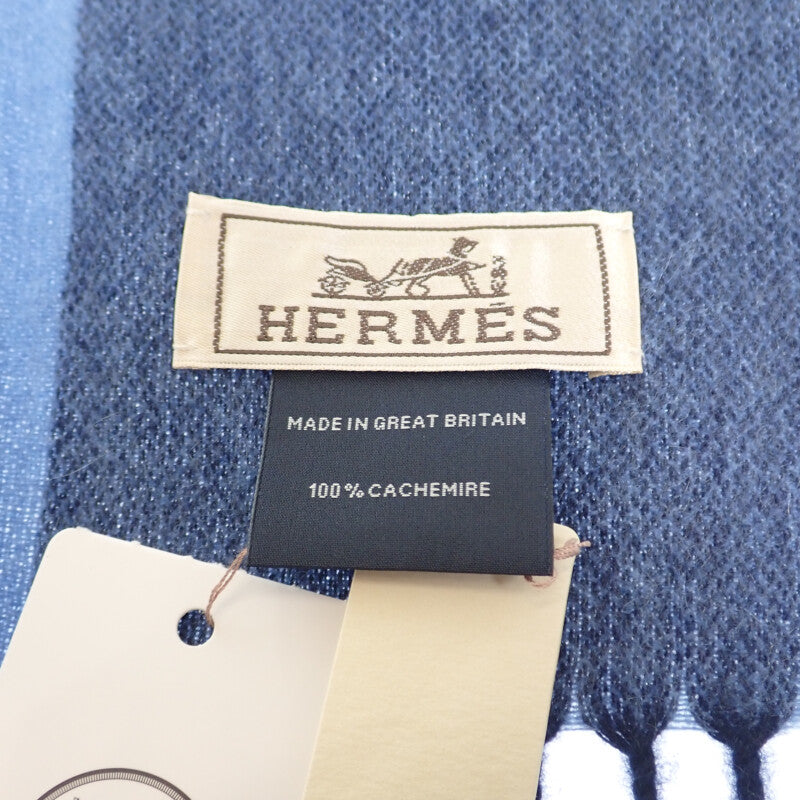 HERMÈS
MADE IN GREAT BRITAIN
100% CACHEMIRE